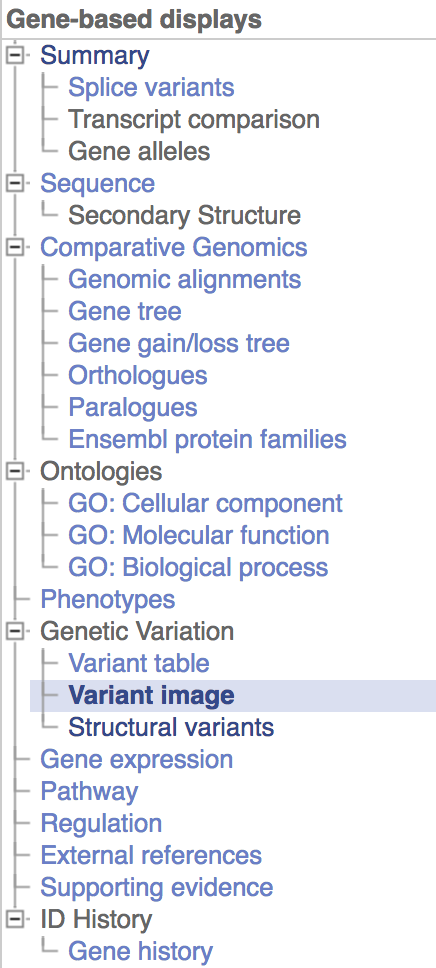 Gene-based displays
Summary
Splice variants
Transcript comparison
Gene alleles
Sequence
Secondary Structure
Comparative Genomics
Genomic alignments
Gene tree
Gene gain/loss tree
Orthologues
Paralogues
Ensembl protein families
Ontologies
GO: Cellular component
GO: Molecular function
GO: Biological process
Phenotypes
Genetic Variation
Variant table
Variant image
Structural variants
Gene expression
Pathway
Regulation
External references
Supporting evidence
ID History
Gene history